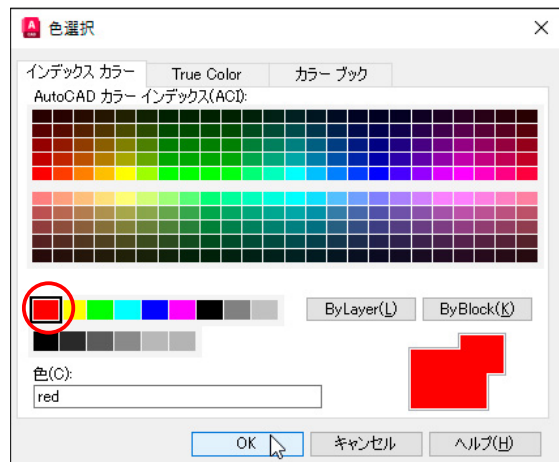 色選択
インデックス カラー
True Color
カラー ブック
AutoCAD カラー インデックス(ACI):
ByLayer(L)
ByBlock(K)
色(C):
red
OK
キャンセル
ヘルプ(H)